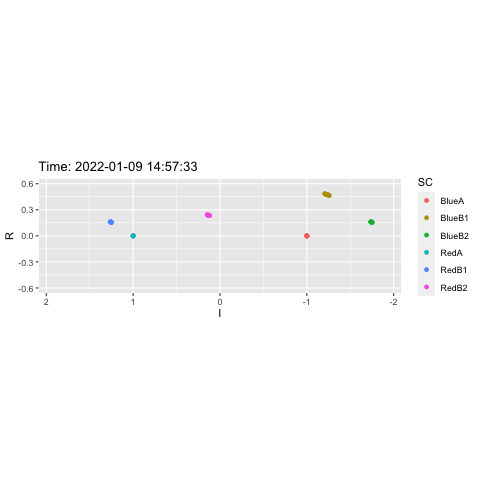 Time: 2022-01-09 14:57:33
SC
0.6
0.3
0.0
-0.3
-0.6
R
2
1
0
-1
-2
I
BlueA
BlueB1
BlueB2
RedA
RedB1
RedB2